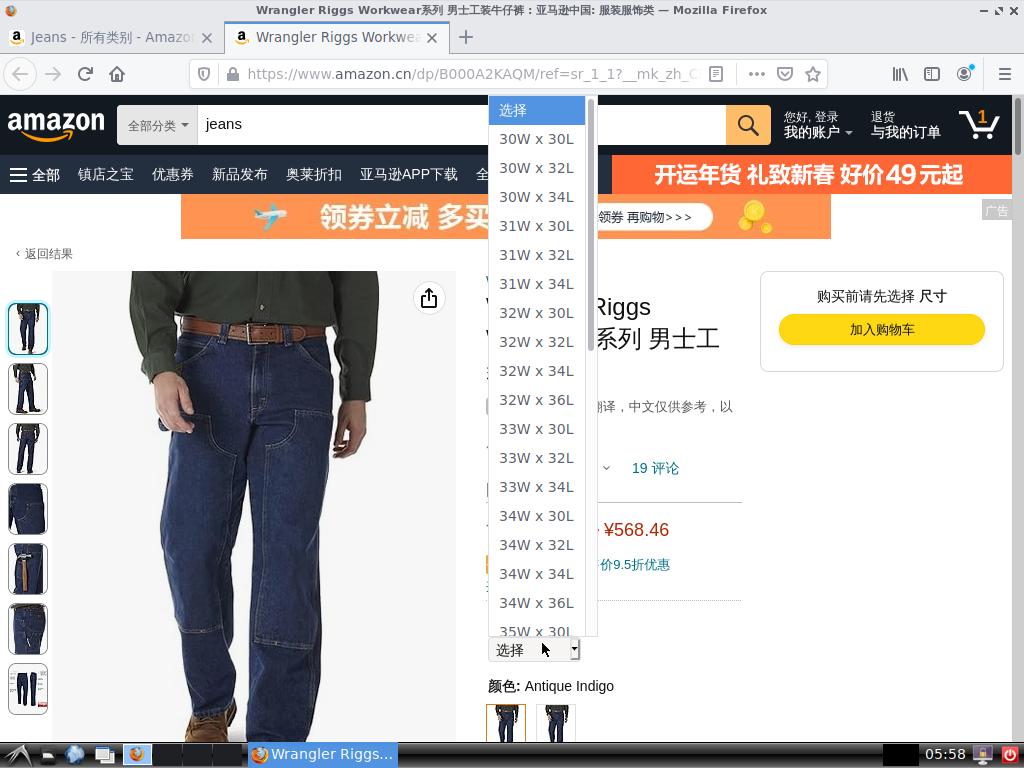 Wrangler Riggs Workwear系列 男士工装牛仔裤 : 亚马逊中国: 服装服饰类 — Mozilla Firefox
Jeans - 所有类别 - Amazon
Wrangler Riggs Workwea
https://www.amazon.cn/dp/B000A2KAQM/ref=sr_1_1?__mk_zh_C
amazon
全部分类
jeans
您好, 登录
我的账户
退货
与我的订单
1
全部
镇店之宝
优惠券
新品发布
奥莱折扣
亚马逊APP下载
全
开运年货 礼致新春 好价49元起
领券立减 多买
领券 再购物>>>
广告
‹ 返回结果
选择
30W x 30L
30W x 32L
30W x 34L
31W x 30L
31W x 32L
31W x 34L
32W x 30L
32W x 32L
32W x 34L
32W x 36L
33W x 30L
33W x 32L
33W x 34L
34W x 30L
34W x 32L
34W x 34L
34W x 36L
35W x 30L
选择
Riggs
系列 男士工
翻译，中文仅供参考，以
19 评论
¥568.46
价9.5折优惠
颜色: Antique Indigo
购买前请先选择 尺寸
加入购物车
Wrangler Riggs...
05:58